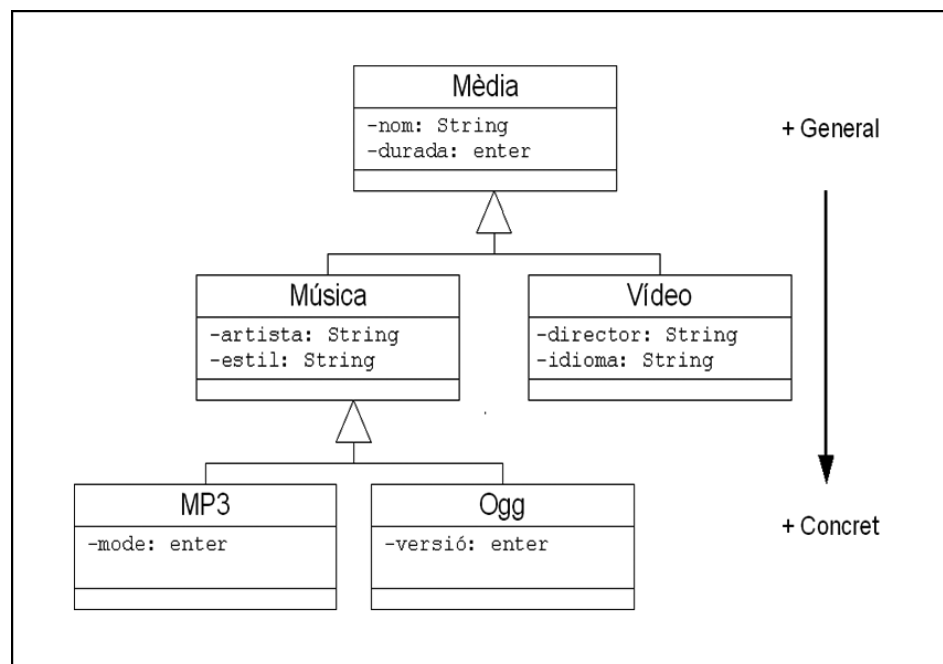 Mèdia
-nom: String
-durada: enter
+ General
Música
-artista: String
-estil: String
Vídeo
-director: String
-idioma: String
MP3
-mode: enter
Ogg
-versió: enter
+ Concret